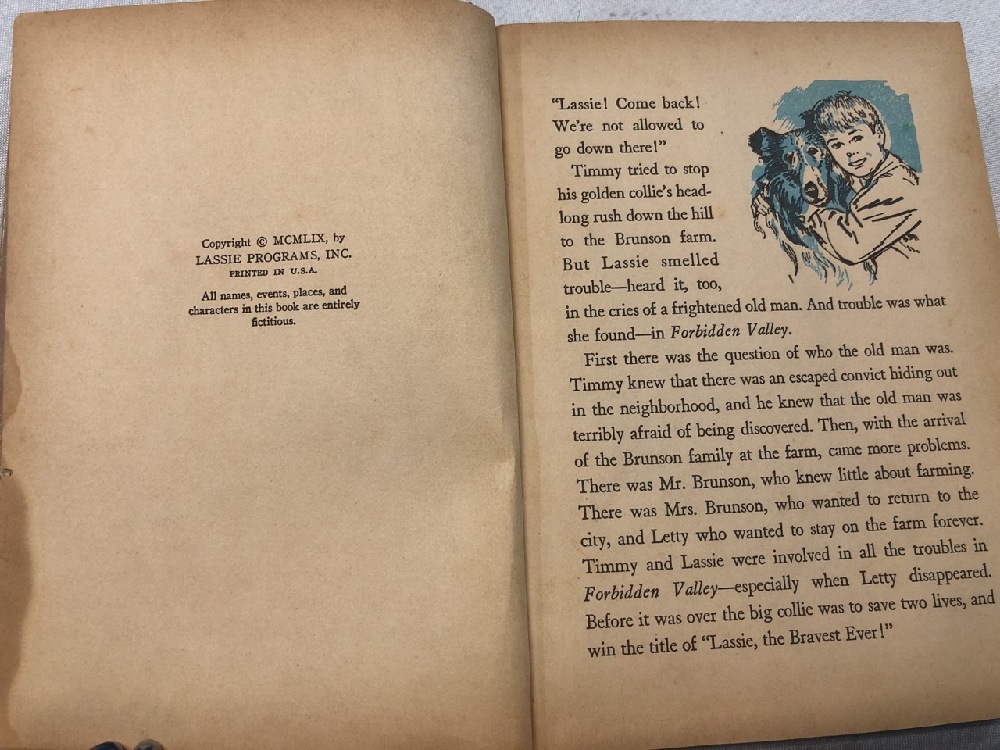 Copyright © MCMLIX, by
LASSIE PROGRAMS, INC.
PRINTED IN U.S.A.
All names, events, places, and
characters in this book are entirely
fictitious.
"Lassie! Come back!
We're not allowed to
go down there!"
Timmy tried to stop
his golden collie's head-
long rush down the hill
to the Brunson farm.
But Lassie smelled
trouble—heard it, too,
in the cries of a frightened old man. And trouble was what
she found—in Forbidden Valley.
First there was the question of who the old man was.
Timmy knew that there was an escaped convict hiding out
in the neighborhood, and he knew that the old man was
terribly afraid of being discovered. Then, with the arrival
of the Brunson family at the farm, came more problems.
There was Mr. Brunson, who knew little about farming.
There was Mrs. Brunson, who wanted to return to the
city, and Letty who wanted to stay on the farm forever.
Timmy and Lassie were involved in all the troubles in
Forbidden Valley—especially when Letty disappeared.
Before it was over the big collie was to save two lives, and
win the title of "Lassie, the Bravest Ever!"